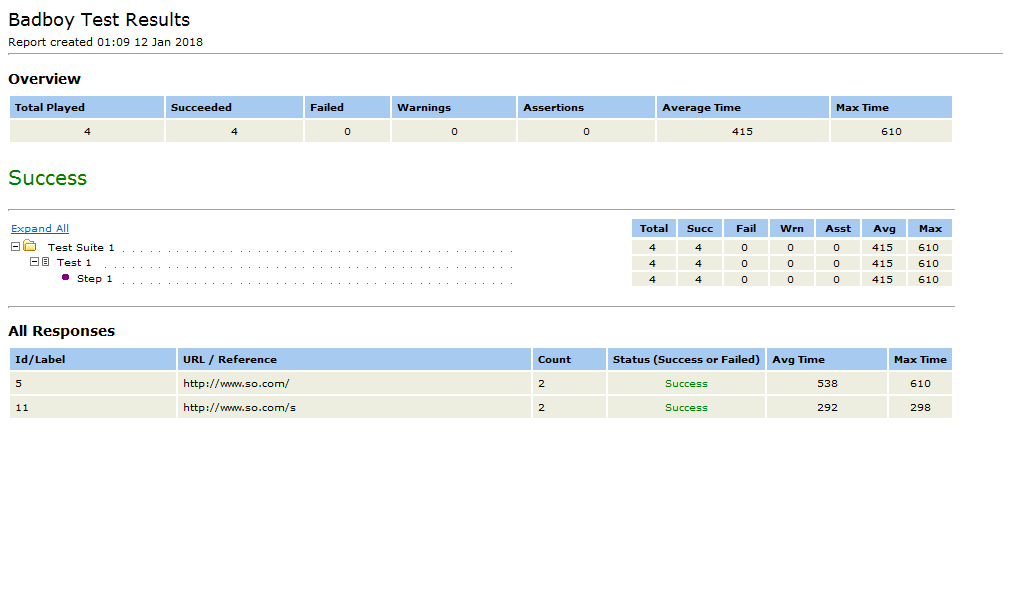 Badboy Test Results
Report created 01:09 12 Jan 2018
Overview
Total Played Succeeded Failed Warnings Assertions Average Time Max Time
4 4 0 0 0 415 610
Success
Expand All Total Succ Fail Wrn Asst Avg Max
Test Suite 1 4 4 0 0 0 415 610
Test 1 4 4 0 0 0 415 610
Step 1 4 4 0 0 0 415 610
All Responses
Id/Label URL / Reference Count Status (Success or Failed) Avg Time Max Time
5 http://www.so.com/ 2 Success 538 610
11 http://www.so.com/s 2 Success 292 298